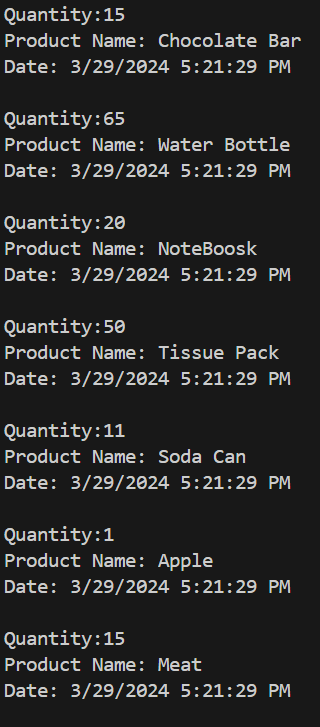 Quantity:15
Product Name: Chocolate Bar
Date: 3/29/2024 5:21:29 PM
Quantity:65
Product Name: Water Bottle
Date: 3/29/2024 5:21:29 PM
Quantity:20
Product Name: NoteBoosk
Date: 3/29/2024 5:21:29 PM
Quantity:50
Product Name: Tissue Pack
Date: 3/29/2024 5:21:29 PM
Quantity:11
Product Name: Soda Can
Date: 3/29/2024 5:21:29 PM
Quantity:1
Product Name: Apple
Date: 3/29/2024 5:21:29 PM
Quantity:15
Product Name: Meat
Date: 3/29/2024 5:21:29 PM